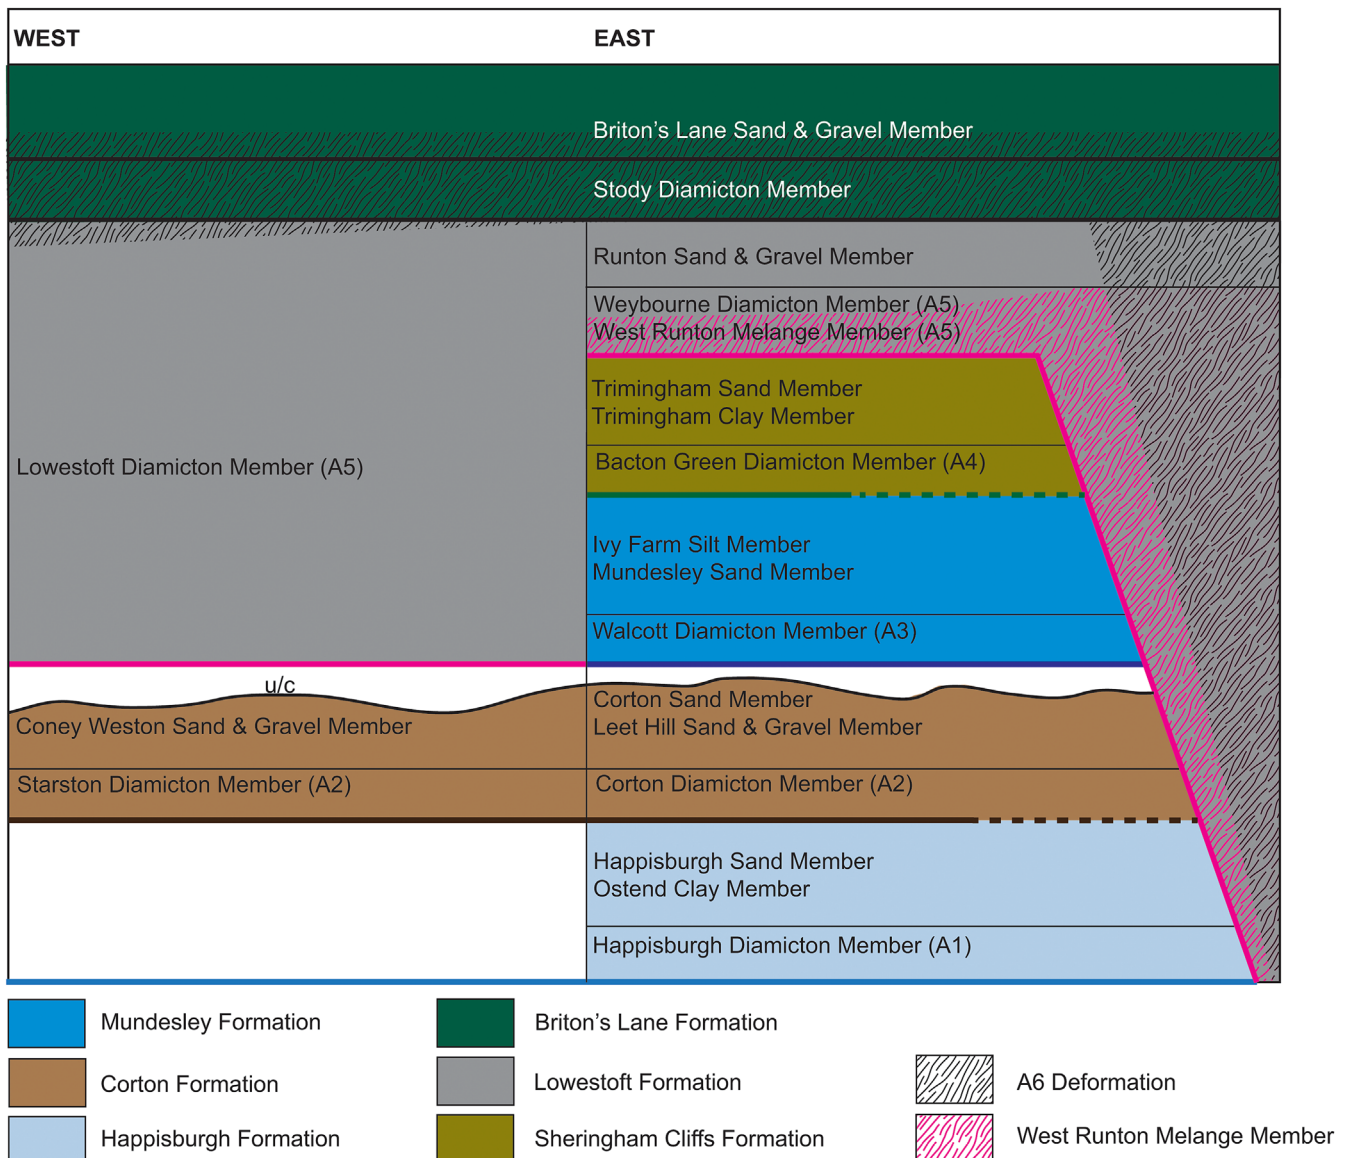 WEST
EAST
Briton’s Lane Sand & Gravel Member
Stody Diamicton Member
Runton Sand & Gravel Member
Weybourne Diamicton Member (A5)
West Runton Melange Member (A5)
Trimingham Sand Member
Trimingham Clay Member
Lowestoft Diamicton Member (A5)
Bacton Green Diamicton Member (A4)
Ivy Farm Silt Member
Mundesley Sand Member
Walcott Diamicton Member (A3)
u/c
Corton Sand Member
Coney Weston Sand & Gravel Member
Leet Hill Sand & Gravel Member
Starston Diamicton Member (A2)
Corton Diamicton Member (A2)
Happisburgh Sand Member
Ostend Clay Member
Happisburgh Diamicton Member (A1)
Mundesley Formation
Briton’s Lane Formation
Corton Formation
Lowestoft Formation
A6 Deformation
Happisburgh Formation
Sheringham Cliffs Formation
West Runton Melange Member